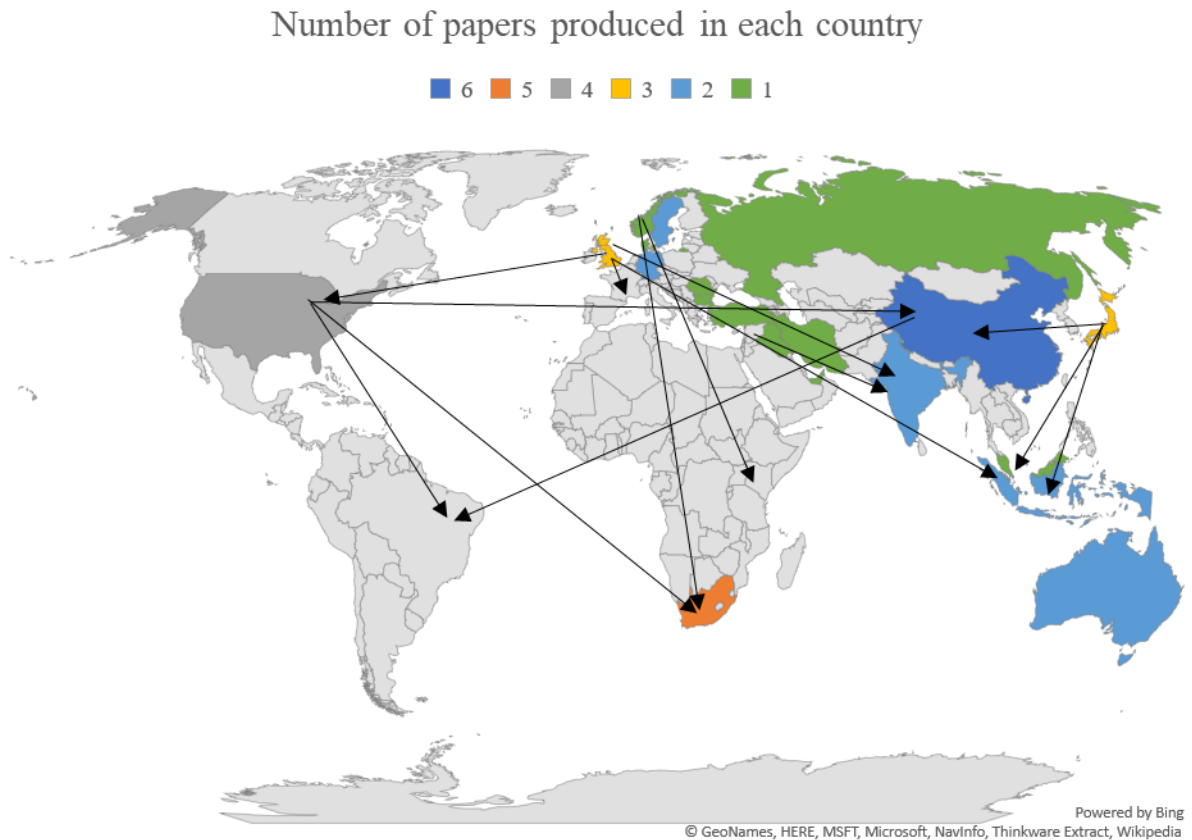 Number of papers produced in each country
6 5 4 3 2 1
Powered by Bing
© GeoNames, HERE, MSFT, Microsoft, NavInfo, Thinkware Extract, Wikipedia